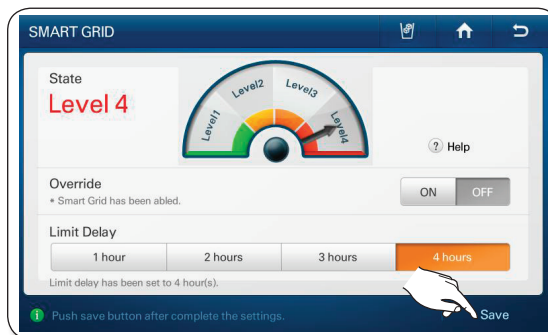 SMART GRID
State
Level 4
Level1
Level2
Level3
Level4
? Help
Override
• Smart Grid has been abled.
ON OFF
Limit Delay
1 hour 2 hours 3 hours 4 hours
Limit delay has been set to 4 hour(s).
i Push save button after complete the settings.
Save